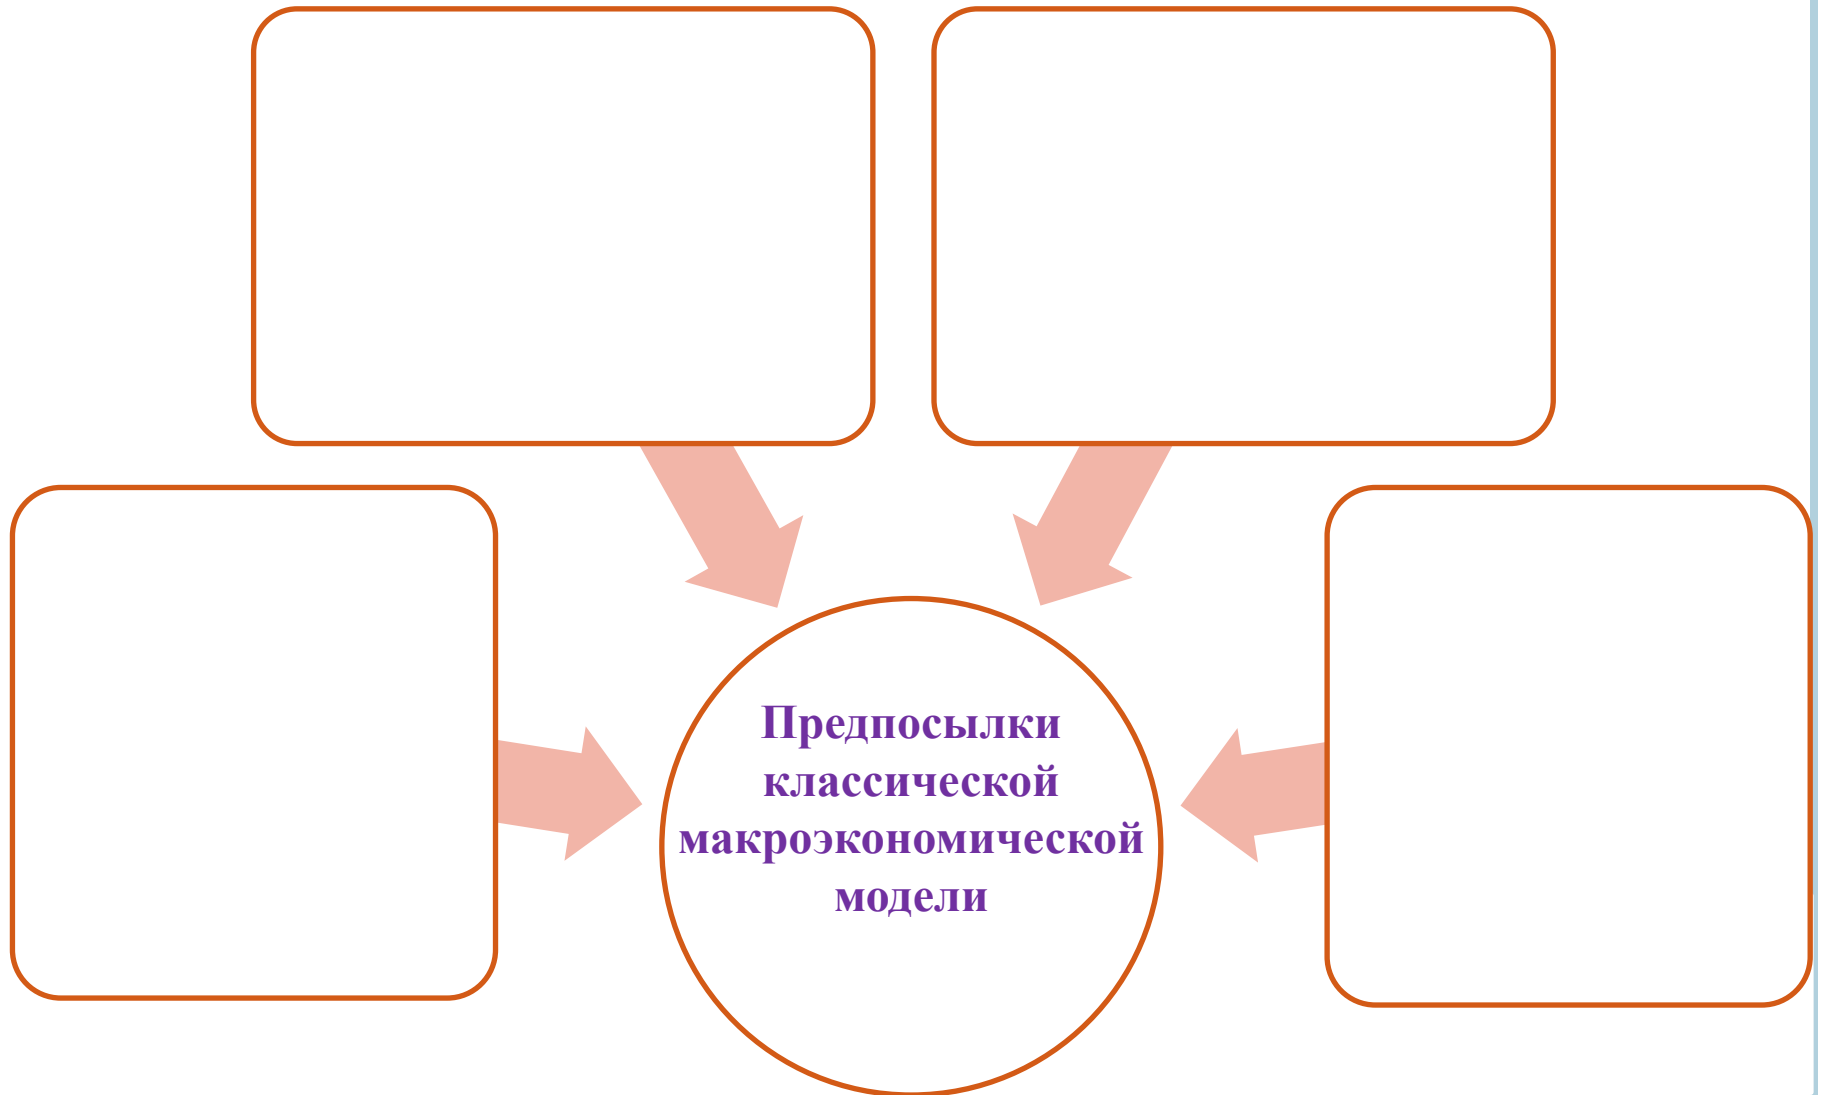 Предпосылки
классической
макроэкономической
модели